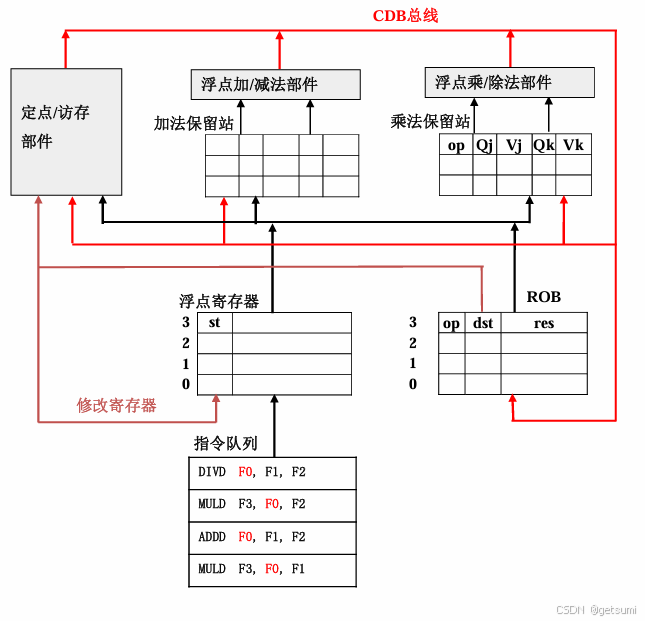 CDB总线
定点/访存
部件
浮点加/减法部件
浮点乘/除法部件
加法保留站
乘法保留站
op Qj Vj Qk Vk
浮点寄存器
ROB
3 st
2
1
0
3 op dst res
2
1
0
修改寄存器
指令队列
DIVD F0, F1, F2
MULD F3, F0, F2
ADDD F0, F1, F2
MULD F3, F0, F1
CSDN @getsumi